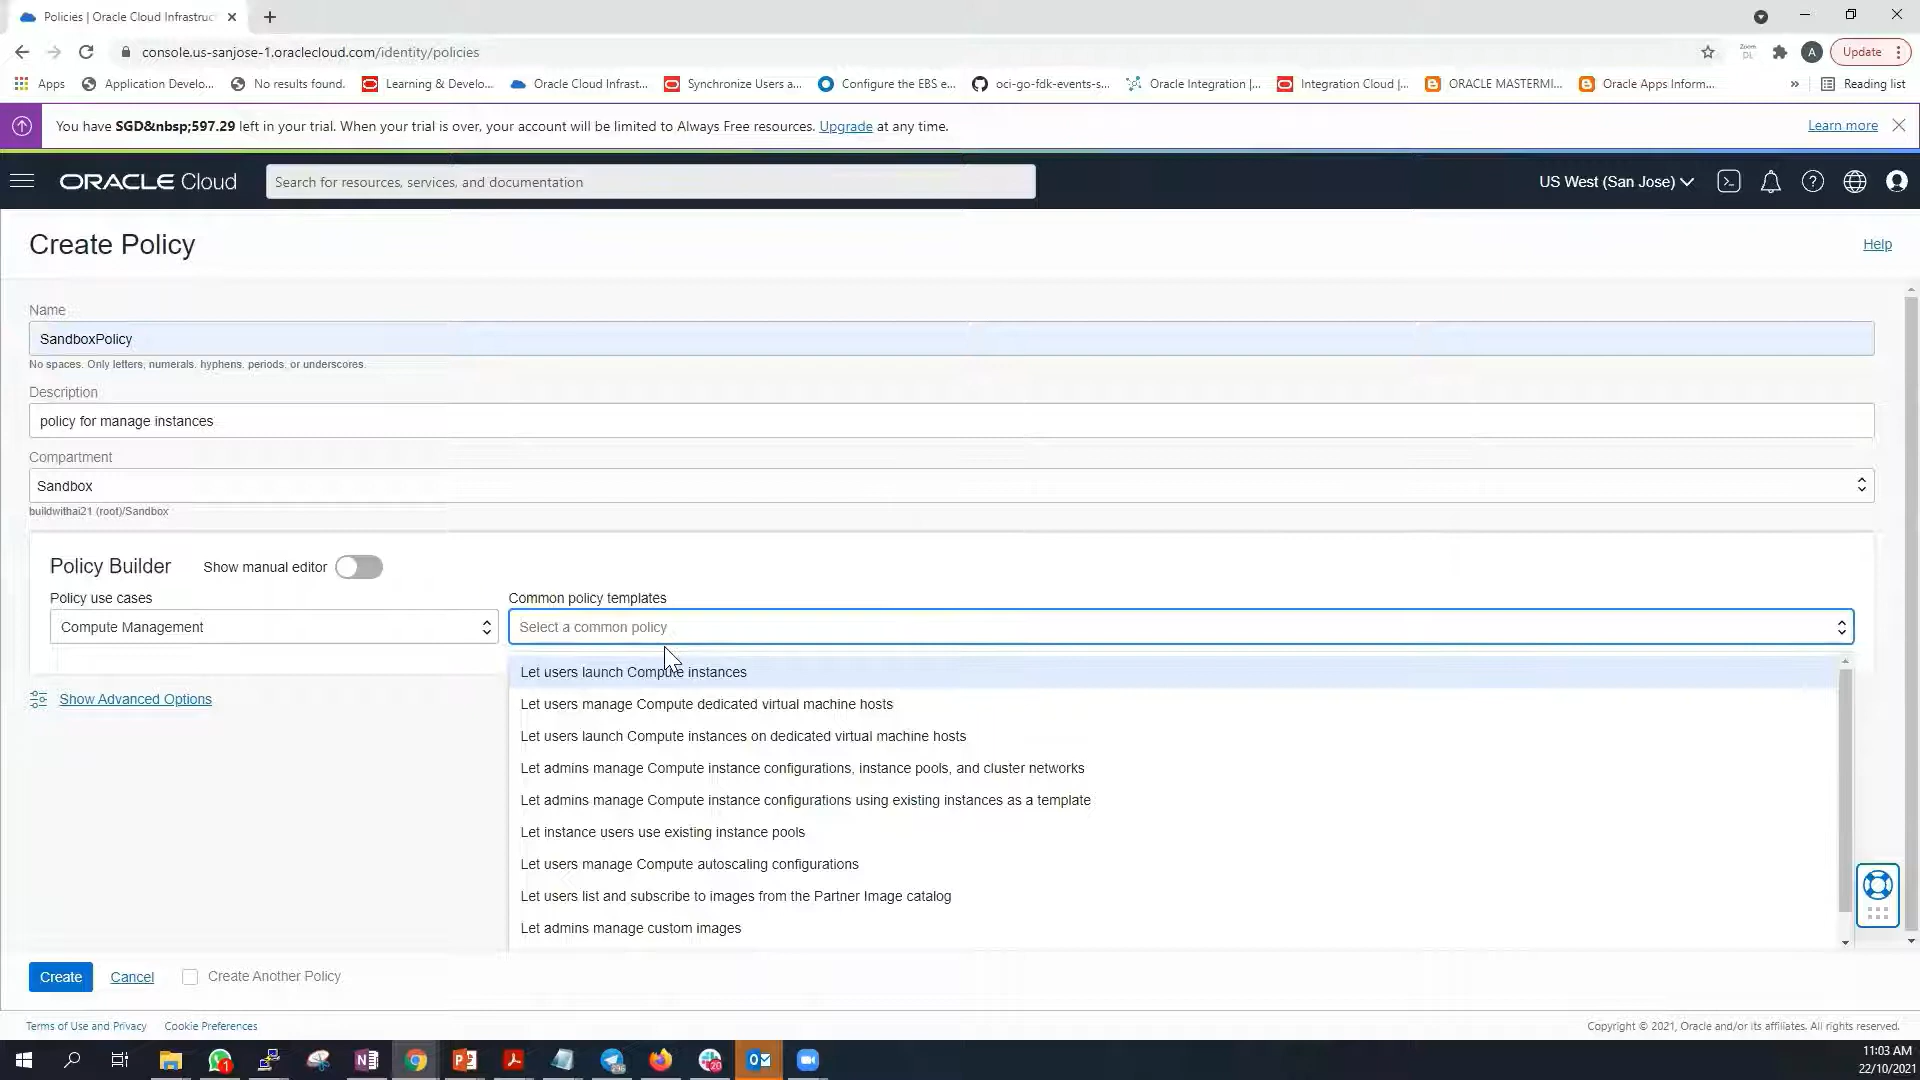 Policies | Oracle Cloud Infrastruc
console.us-sanjose-1.oraclecloud.com/identity/policies
Zoom DL
A
Update
Apps
Application Develo...
No results found.
Learning & Develo...
Oracle Cloud Infrast...
Synchronize Users a...
Configure the EBS e...
oci-go-fdk-events-s...
Oracle Integration |...
Integration Cloud |...
ORACLE MASTERMI...
Oracle Apps Inform...
»
Reading list
You have SGD&nbsp;597.29 left in your trial. When your trial is over, your account will be limited to Always Free resources. Upgrade at any time.
Learn more
ORACLE Cloud
Search for resources, services, and documentation
US West (San Jose)
Create Policy
Help
Name
SandboxPolicy
No spaces. Only letters, numerals, hyphens, periods, or underscores.
Description
policy for manage instances
Compartment
Sandbox
buildwithai21 (root)/Sandbox
Policy Builder
Show manual editor
Policy use cases
Common policy templates
Compute Management
Select a common policy
Let users launch Compute instances
Show Advanced Options
Let users manage Compute dedicated virtual machine hosts
Let users launch Compute instances on dedicated virtual machine hosts
Let admins manage Compute instance configurations, instance pools, and cluster networks
Let admins manage Compute instance configurations using existing instances as a template
Let instance users use existing instance pools
Let users manage Compute autoscaling configurations
Let users list and subscribe to images from the Partner Image catalog
Let admins manage custom images
Create
Cancel
Create Another Policy
Terms of Use and Privacy
Cookie Preferences
Copyright © 2021, Oracle and/or its affiliates. All rights reserved.
11:03 AM
22/10/2021